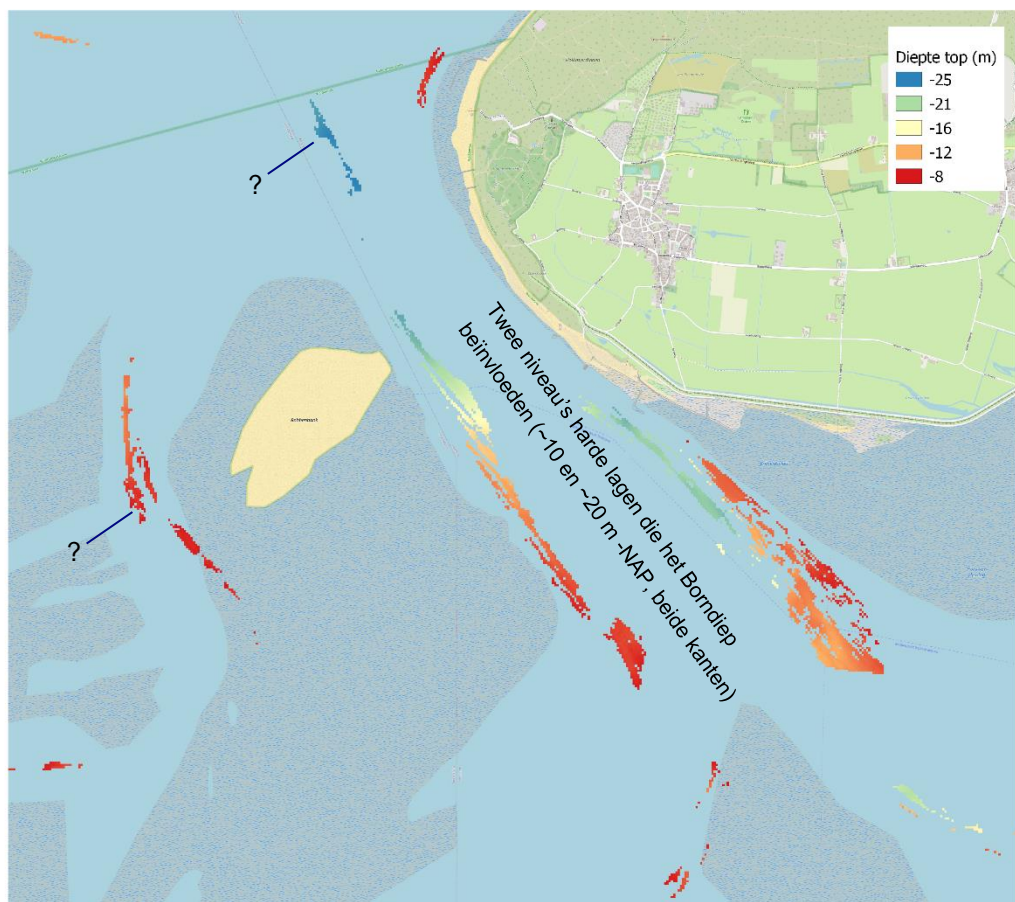 Diepte top (m)
-25
-21
-16
-12
-8
?
Twee niveau's harde lagen die het Borndiep
beïnvloeden (~10 en ~20 m -NAP, beide kanten)
?